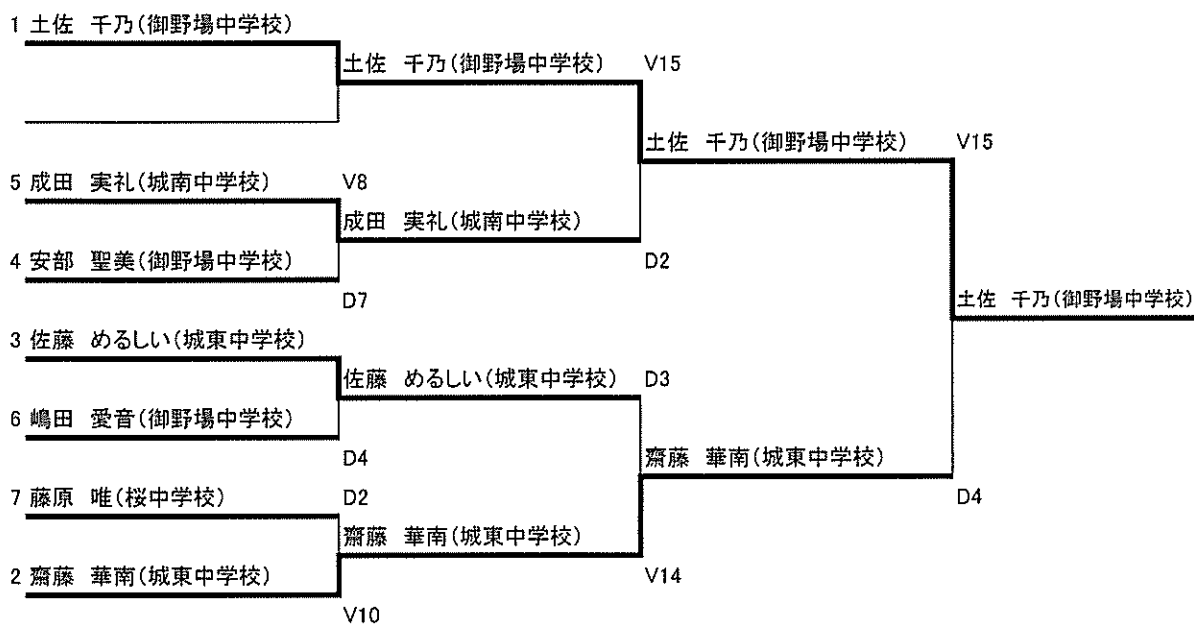 1 土佐　千乃(御野場中学校)
土佐　千乃(御野場中学校)　V15
土佐　千乃(御野場中学校)　V15
5 成田　実礼(城南中学校)　V8
成田　実礼(城南中学校)
4 安部　聖美(御野場中学校)
D2
D7
土佐　千乃(御野場中学校)
3 佐藤　めるしい(城東中学校)
佐藤　めるしい(城東中学校)　D3
6 嶋田　愛音(御野場中学校)
D4
齋藤　華南(城東中学校)
7 藤原　唯(桜中学校)　D2
D4
齋藤　華南(城東中学校)
2 齋藤　華南(城東中学校)
V14
V10